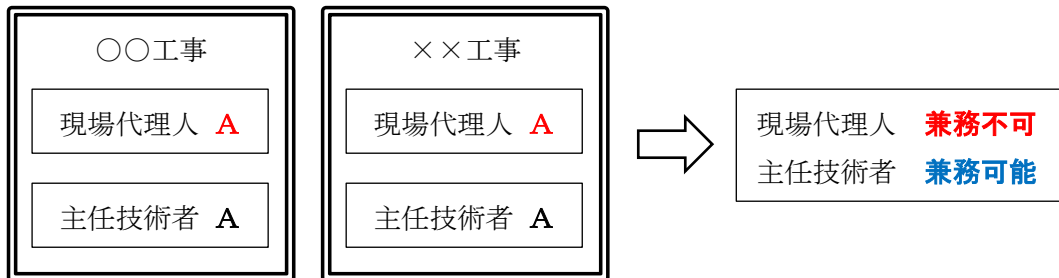 ○○工事
現場代理人 A
主任技術者 A
××工事
現場代理人 A
主任技術者 A
現場代理人 兼務不可
主任技術者 兼務可能